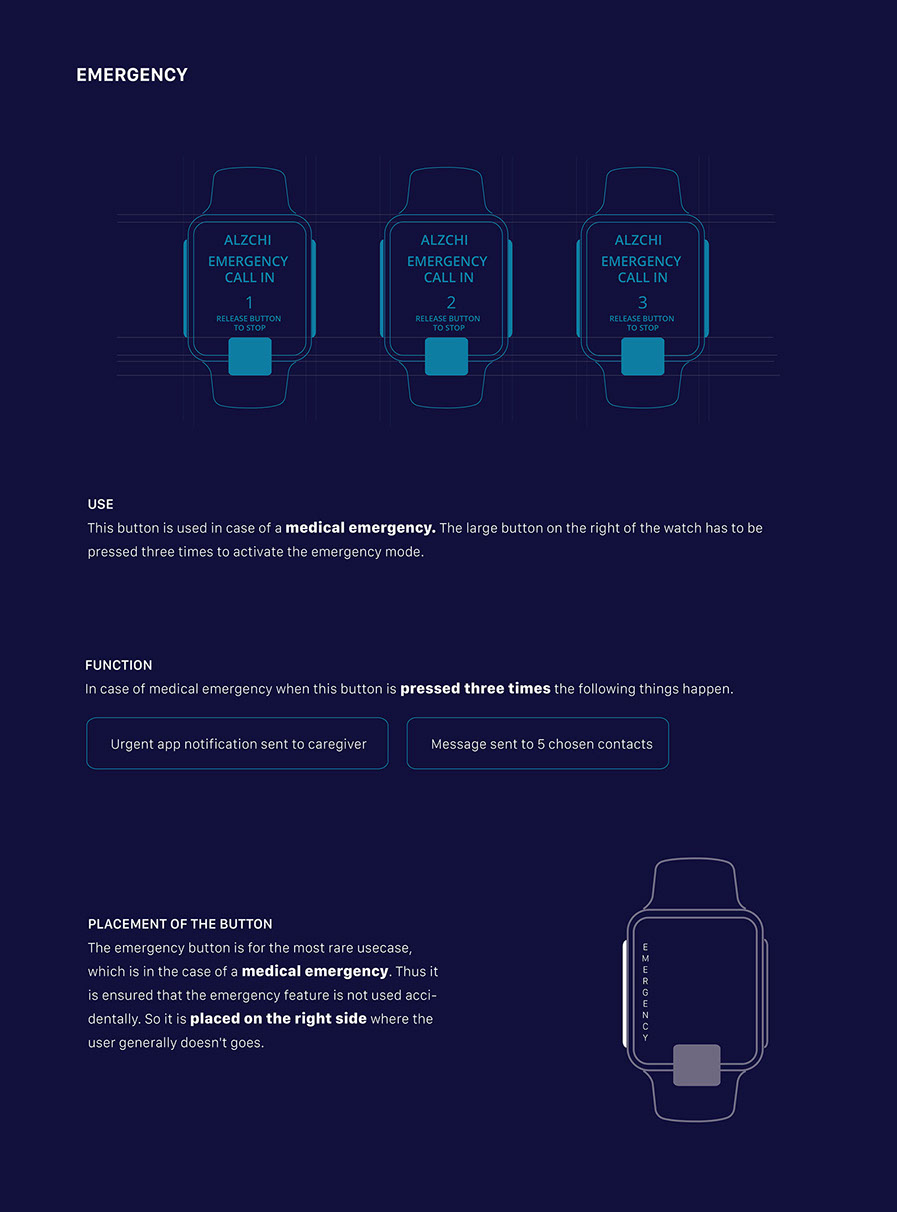 EMERGENCY
ALZCHI
EMERGENCY
CALL IN
1
RELEASE BUTTON
TO STOP
ALZCHI
EMERGENCY
CALL IN
2
RELEASE BUTTON
TO STOP
ALZCHI
EMERGENCY
CALL IN
3
RELEASE BUTTON
TO STOP
USE
This button is used in case of a medical emergency. The large button on the right of the watch has to be
pressed three times to activate the emergency mode.
FUNCTION
In case of medical emergency when this button is pressed three times the following things happen.
Urgent app notification sent to caregiver
Message sent to 5 chosen contacts
PLACEMENT OF THE BUTTON
The emergency button is for the most rare usecase,
which is in the case of a medical emergency. Thus it
is ensured that the emergency feature is not used acci-
dentally. So it is placed on the right side where the
user generally doesn't goes.
EMERGENCY